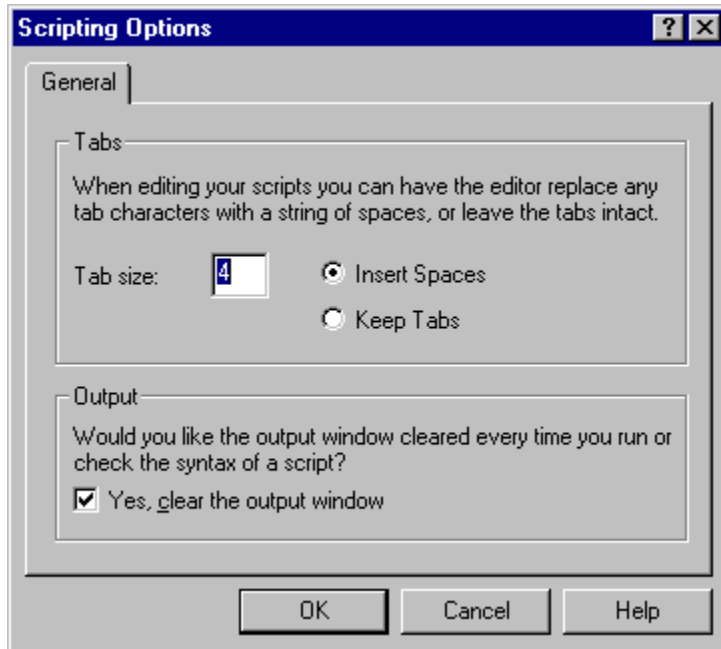 Scripting Options
General
Tabs
When editing your scripts you can have the editor replace any
tab characters with a string of spaces, or leave the tabs intact.
Tab size: 4 Insert Spaces
Keep Tabs
Output
Would you like the output window cleared every time you run or
check the syntax of a script?
Yes, clear the output window
OK Cancel Help